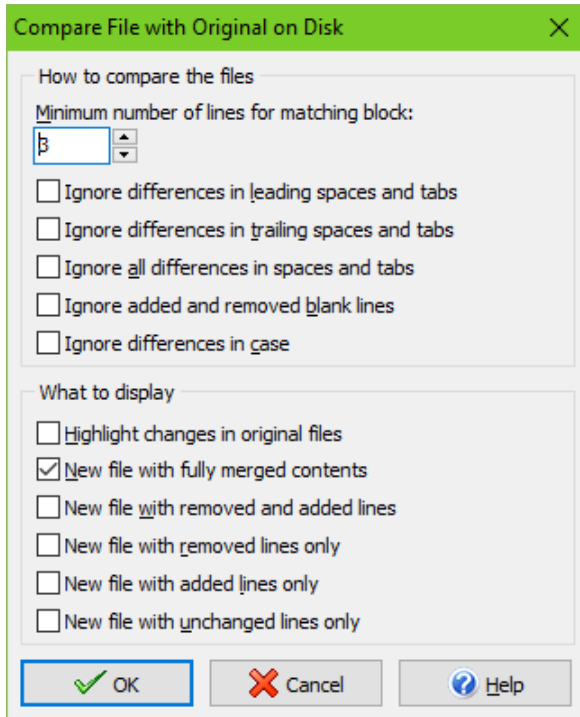 Compare File with Original on Disk
How to compare the files
Minimum number of lines for matching block:
3
Ignore differences in leading spaces and tabs
Ignore differences in trailing spaces and tabs
Ignore all differences in spaces and tabs
Ignore added and removed blank lines
Ignore differences in case
What to display
Highlight changes in original files
New file with fully merged contents
New file with removed and added lines
New file with removed lines only
New file with added lines only
New file with unchanged lines only
OK Cancel Help